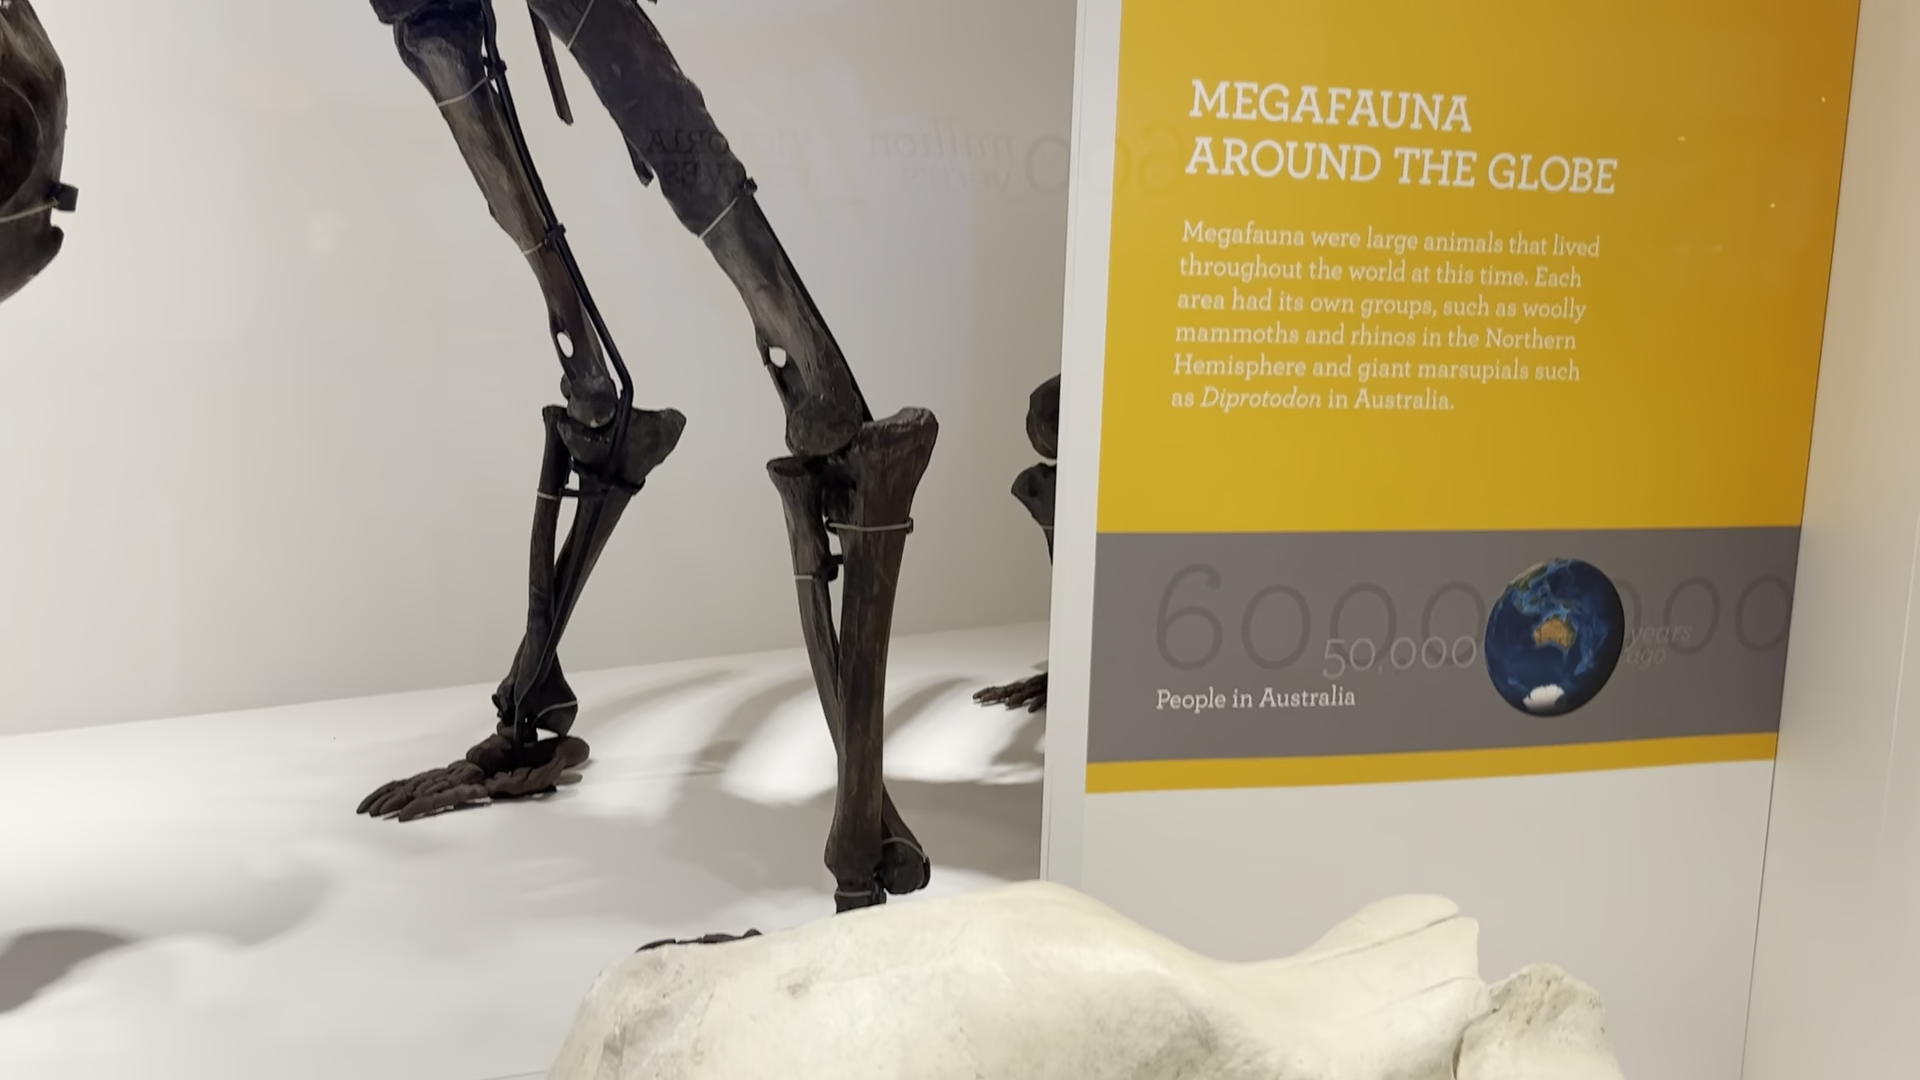 MEGAFAUNA
AROUND THE GLOBE
Megafauna were large animals that lived
throughout the world at this time. Each
area had its own groups, such as woolly
mammoths and rhinos in the Northern
Hemisphere and giant marsupials such
as Diprotodon in Australia.
50,000 years
ago
People in Australia